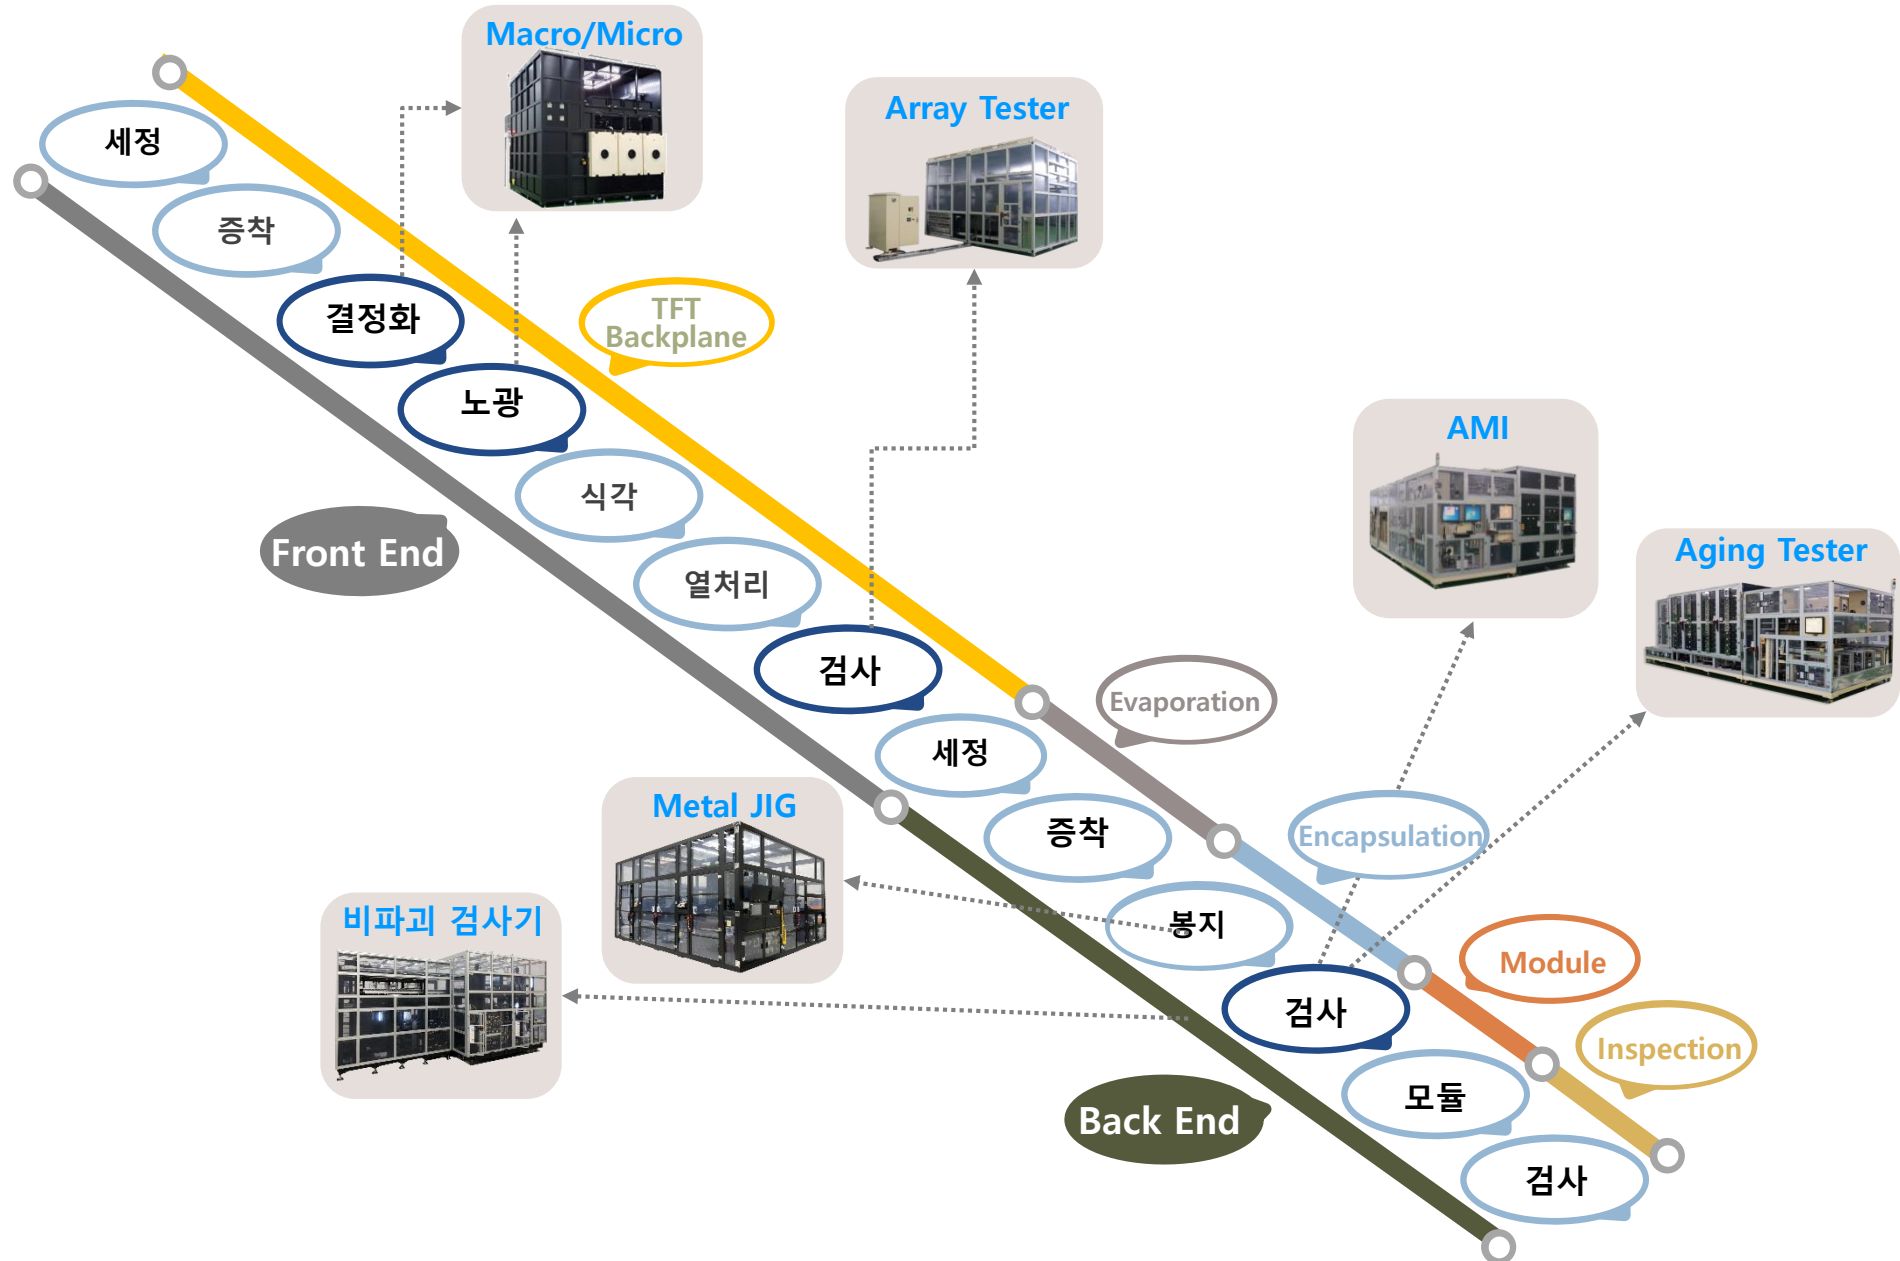 Macro/Micro
Array Tester
세정
증착
결정화
TFT
Backplane
노광
AMI
식각
Front End
Aging Tester
열처리
검사
Evaporation
세정
Metal JIG
증착
Encapsulation
비파괴 검사기
봉지
Module
검사
Inspection
모듈
Back End
검사